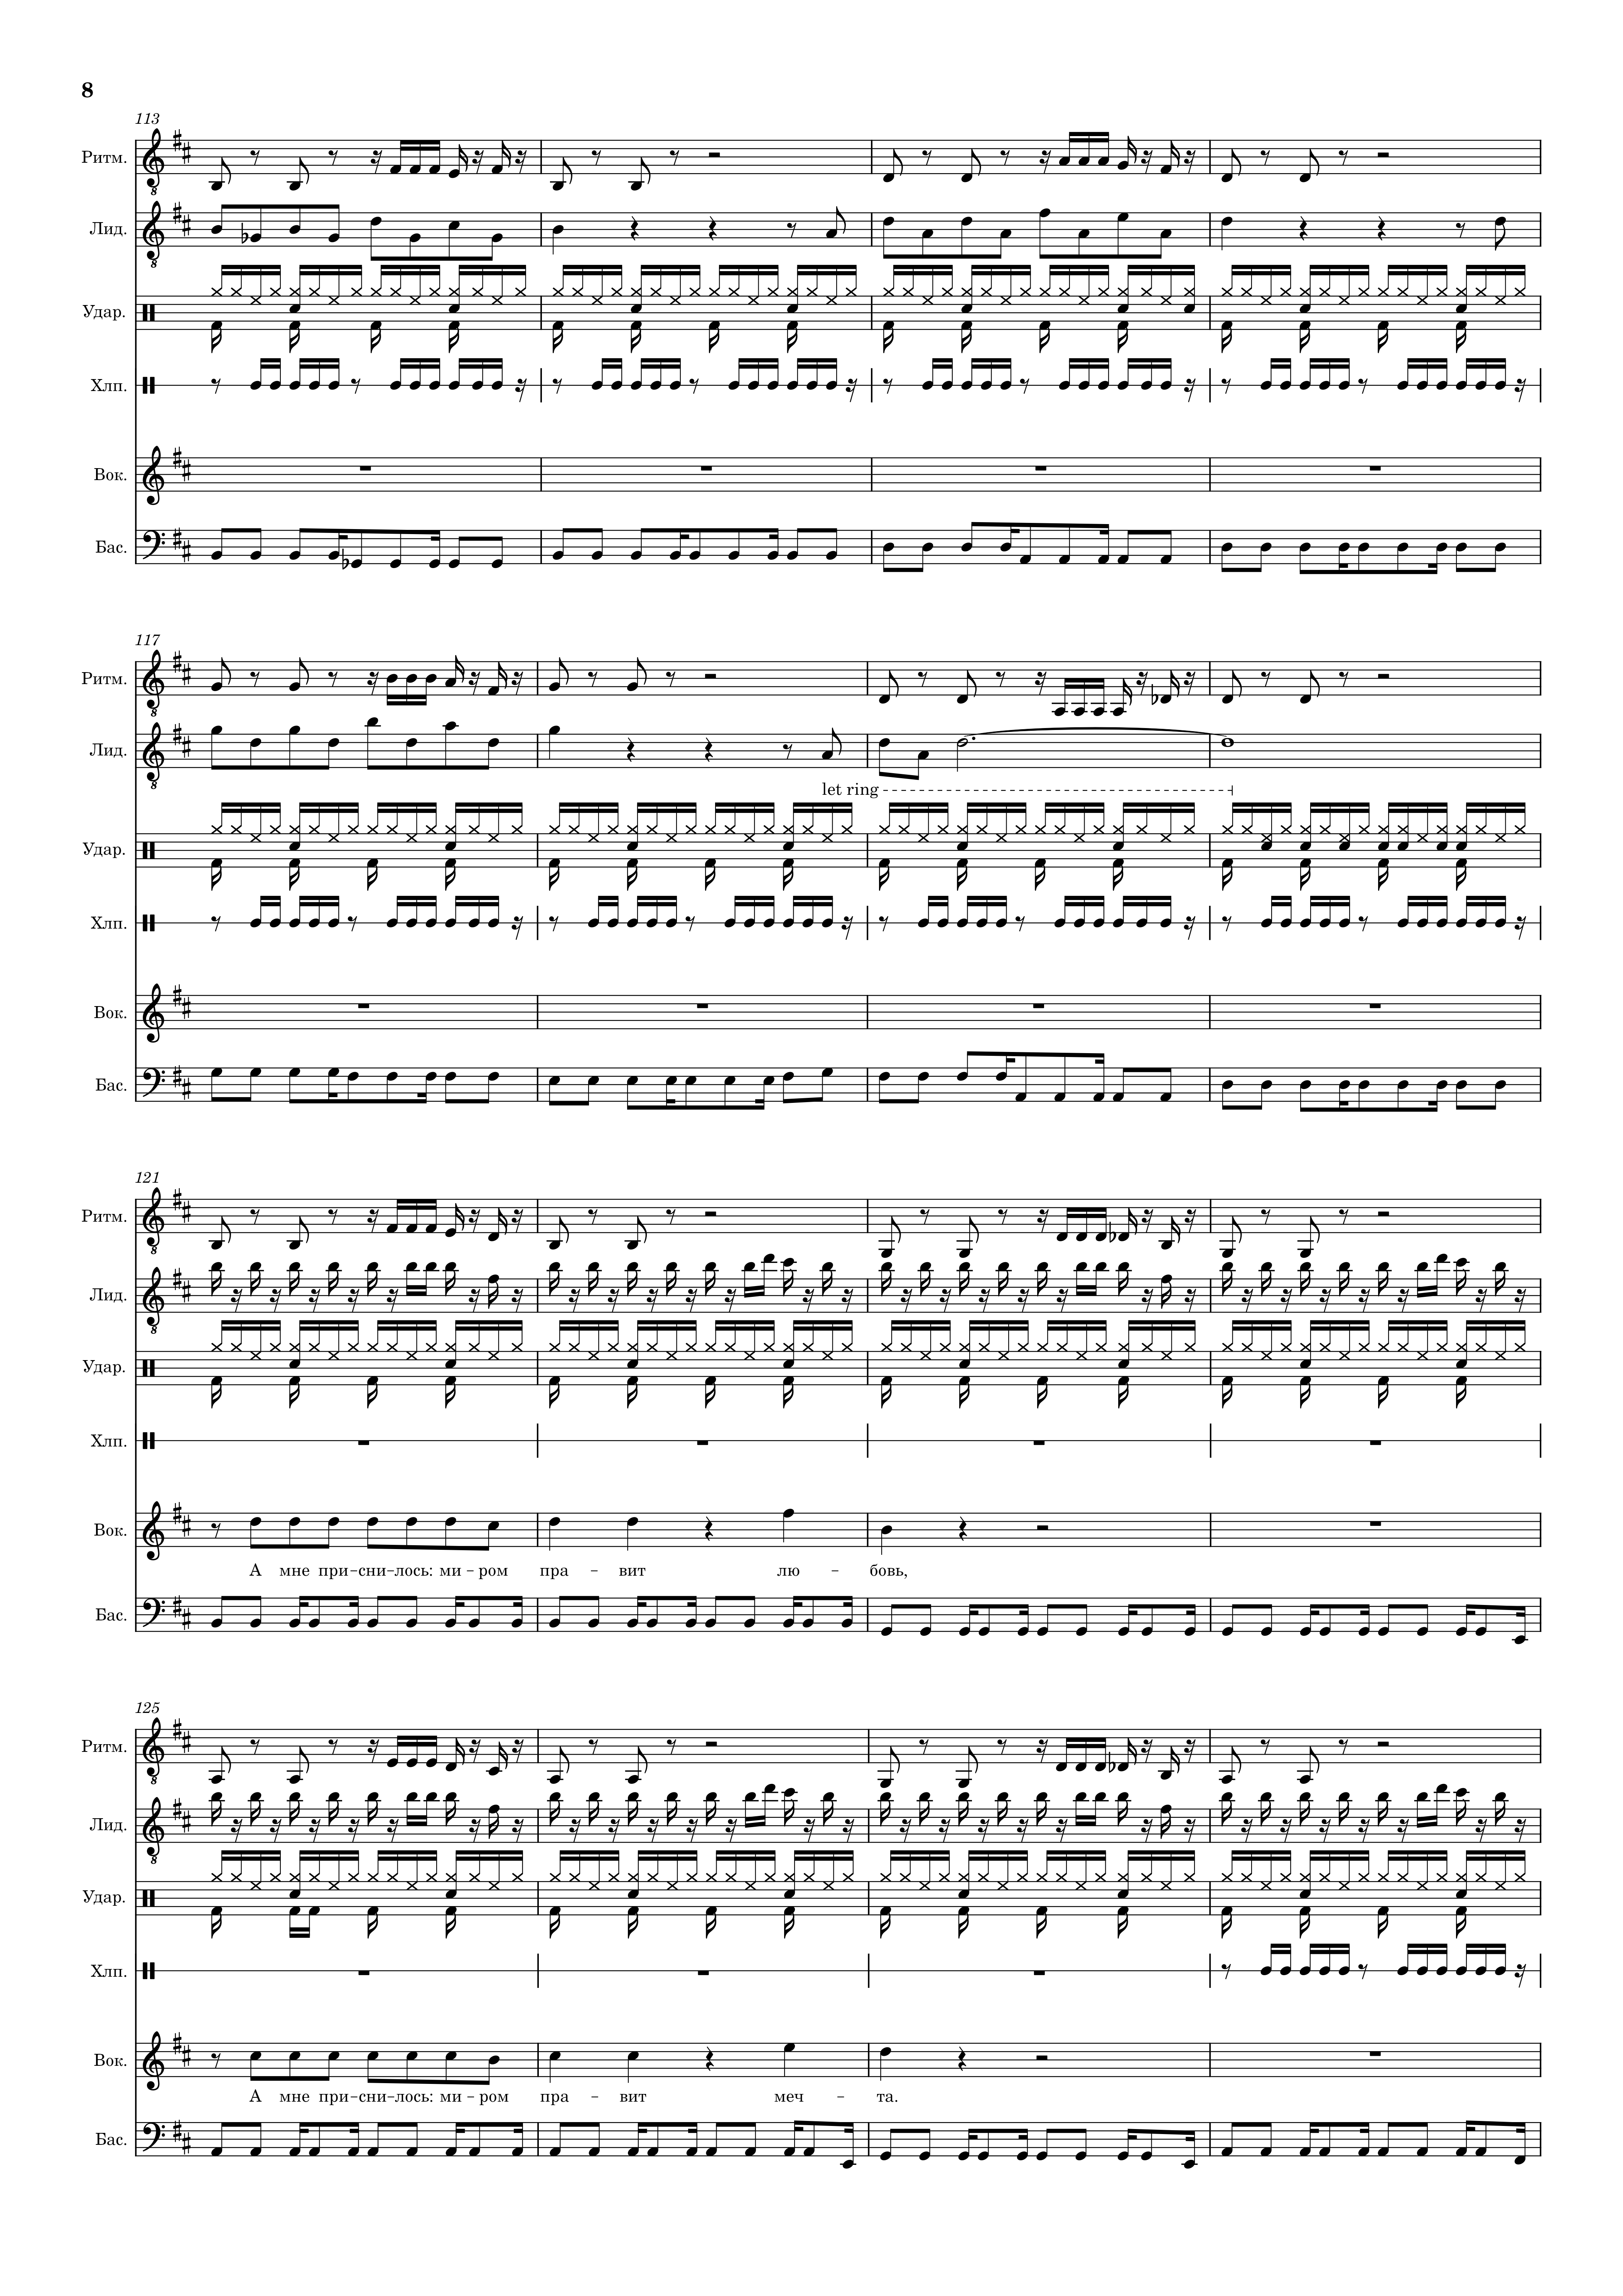 8
113
Ритм.
Лид.
Удар.
Хлп.
Вок.
Бас.
117
Ритм.
Лид.
let ring
Удар.
Хлп.
Вок.
Бас.
121
Ритм.
Лид.
Удар.
Хлп.
Вок.
А мне при–сни–лось: ми – ром пра – вит лю – бовь,
Бас.
125
Ритм.
Лид.
Удар.
Хлп.
Вок.
А мне при–сни–лось: ми – ром пра – вит меч – та.
Бас.